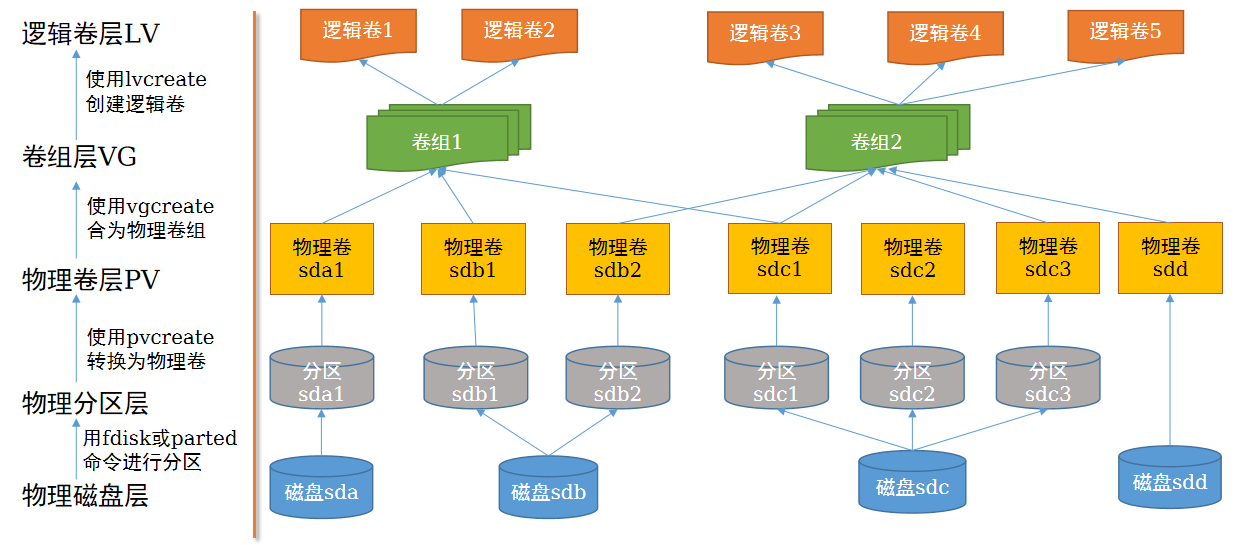 逻辑卷层LV
使用lvcreate
创建逻辑卷
卷组层VG
使用vgcreate
合为物理卷组
物理卷层PV
使用pvcreate
转换为物理卷
物理分区层
用fdisk或parted
命令进行分区
物理磁盘层
逻辑卷1
逻辑卷2
逻辑卷3
逻辑卷4
逻辑卷5
卷组1
卷组2
物理卷
sda1
物理卷
sdb1
物理卷
sdb2
物理卷
sdc1
物理卷
sdc2
物理卷
sdc3
物理卷
sdd
分区
sda1
分区
sdb1
分区
sdb2
分区
sdc1
分区
sdc2
分区
sdc3
磁盘sda
磁盘sdb
磁盘sdc
磁盘sdd